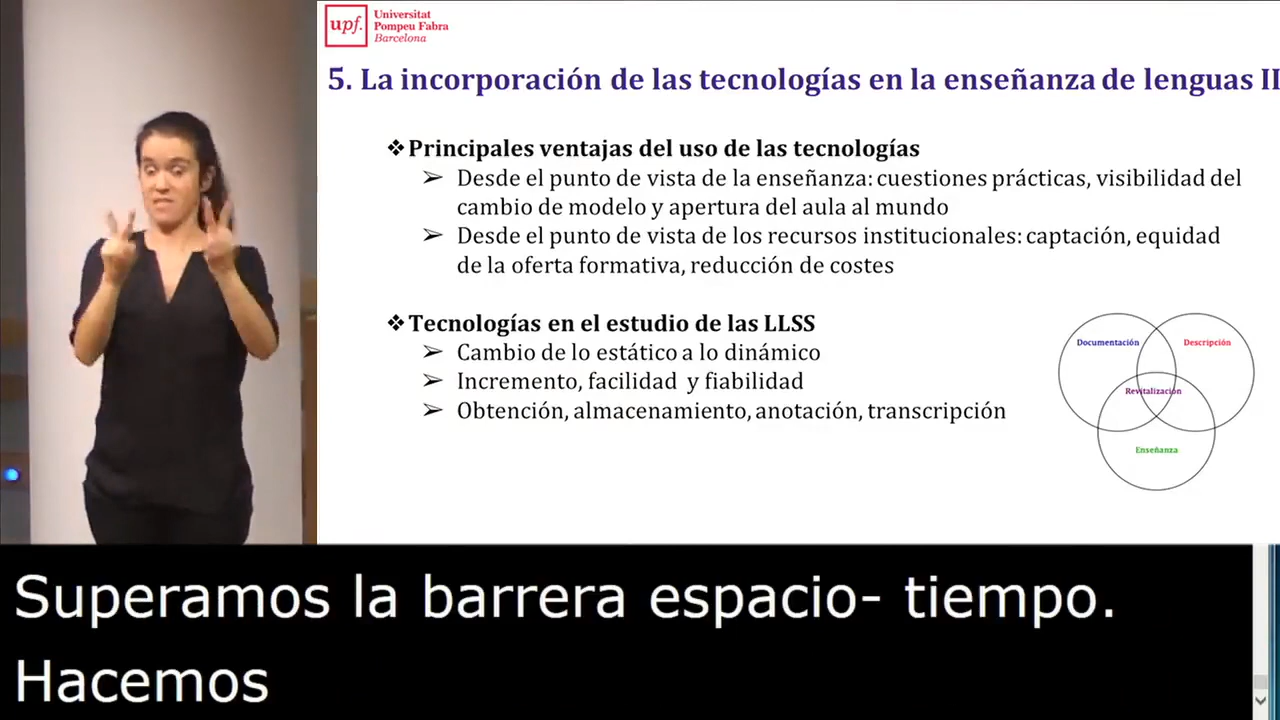 upf.
Universitat
Pompeu Fabra
Barcelona
5. La incorporación de las tecnologías en la enseñanza de lenguas II
❖Principales ventajas del uso de las tecnologías
➢ Desde el punto de vista de la enseñanza: cuestiones prácticas, visibilidad del
cambio de modelo y apertura del aula al mundo
➢ Desde el punto de vista de los recursos institucionales: captación, equidad
de la oferta formativa, reducción de costes
❖Tecnologías en el estudio de las LLSS
➢ Cambio de lo estático a lo dinámico
➢ Incremento, facilidad y fiabilidad
➢ Obtención, almacenamiento, anotación, transcripción
Documentación
Descripción
Revitalización
Enseñanza
Superamos la barrera espacio- tiempo.
Hacemos